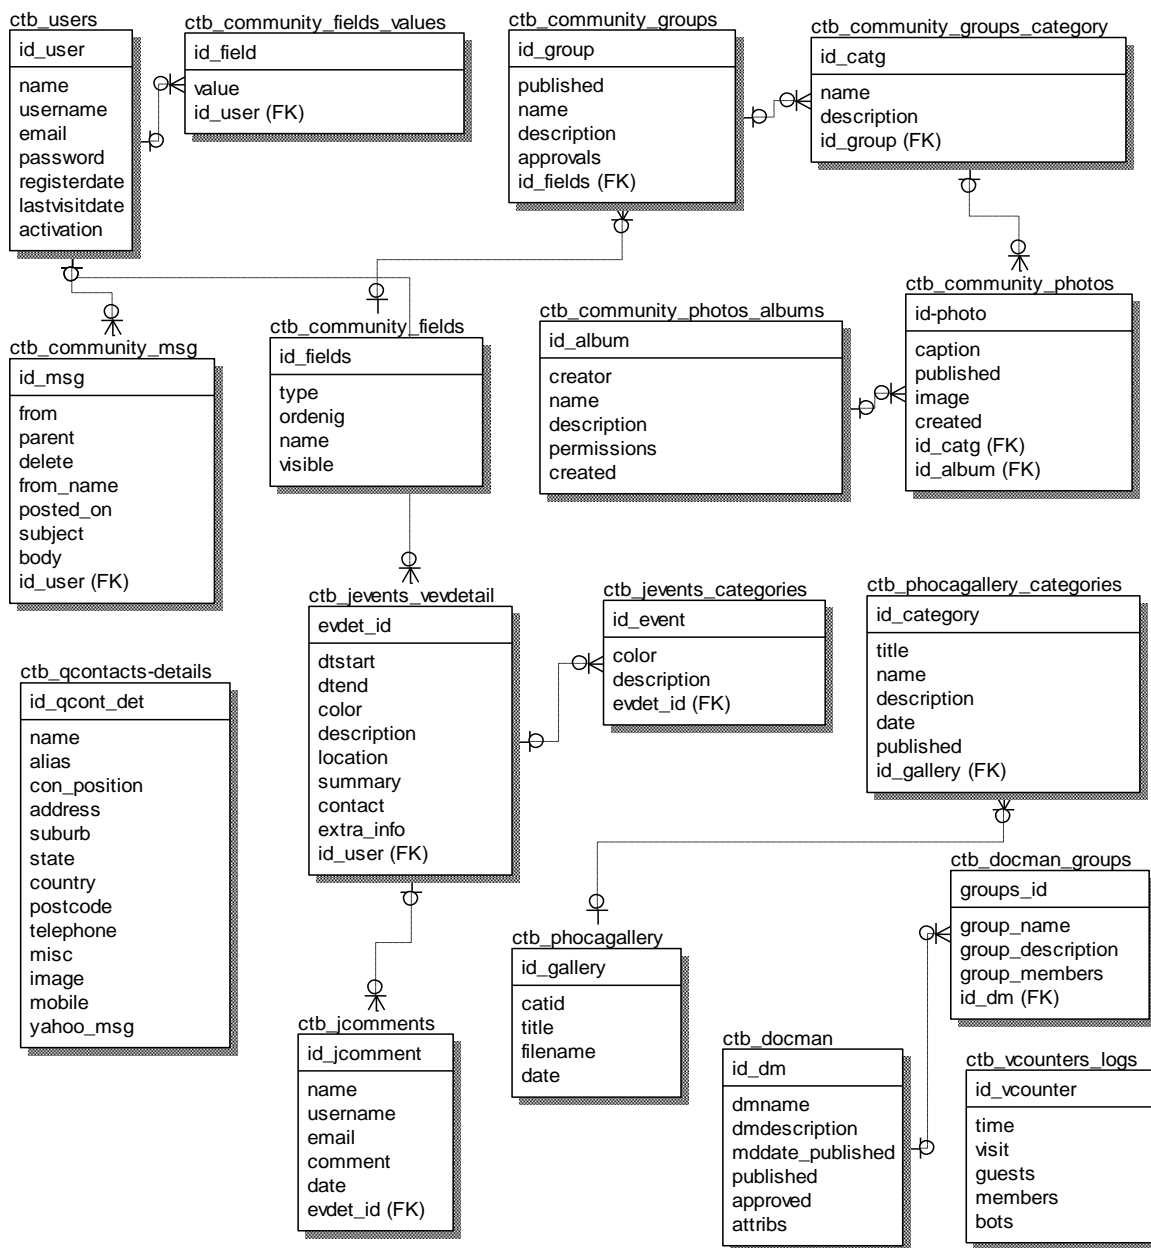 ctb_users
id_user
name
username
email
password
registerdate
lastvisitdate
activation
ctb_community_fields_values
id_field
value
id_user (FK)
ctb_community_groups
id_group
published
name
description
approvals
id_fields (FK)
ctb_community_groups_category
id_catg
name
description
id_group (FK)
ctb_community_msg
id_msg
from
parent
delete
from_name
posted_on
subject
body
id_user (FK)
ctb_community_fields
id_fields
type
ordenig
name
visible
ctb_community_photos_albums
id_album
creator
name
description
permissions
created
ctb_community_photos
id-photo
caption
published
image
created
id_catg (FK)
id_album (FK)
ctb_qcontacts-details
id_qcont_det
name
alias
con_position
address
suburb
state
country
postcode
telephone
misc
image
mobile
yahoo_msg
ctb_jevents_vevdetail
evdet_id
dtstart
dtend
color
description
location
summary
contact
extra_info
id_user (FK)
ctb_jevents_categories
id_event
color
description
evdet_id (FK)
ctb_phocagallery_categories
id_category
title
name
description
date
published
id_gallery (FK)
ctb_jcomments
id_jcomment
name
username
email
comment
date
evdet_id (FK)
ctb_phocagallery
id_gallery
catid
title
filename
date
ctb_docman_groups
groups_id
group_name
group_description
group_members
id_dm (FK)
ctb_docman
id_dm
dmname
dmdescription
mddate_published
published
approved
attribs
ctb_vcounters_logs
id_vcounter
time
visit
guests
members
bots